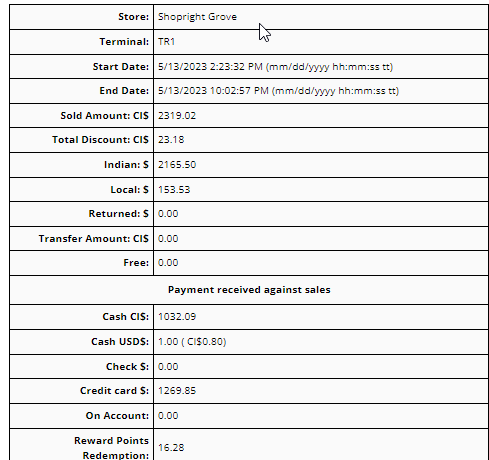 Store: Shopright Grove
Terminal: TR1
Start Date: 5/13/2023 2:23:32 PM (mm/dd/yyyy hh:mm:ss tt)
End Date: 5/13/2023 10:02:57 PM (mm/dd/yyyy hh:mm:ss tt)
Sold Amount: CI$ 2319.02
Total Discount: CI$ 23.18
Indian: $ 2165.50
Local: $ 153.53
Returned: $ 0.00
Transfer Amount: CI$ 0.00
Free: 0.00
Payment received against sales
Cash CI$: 1032.09
Cash USD$: 1.00 ( CI$0.80)
Check $: 0.00
Credit card $: 1269.85
On Account: 0.00
Reward Points
Redemption: 16.28